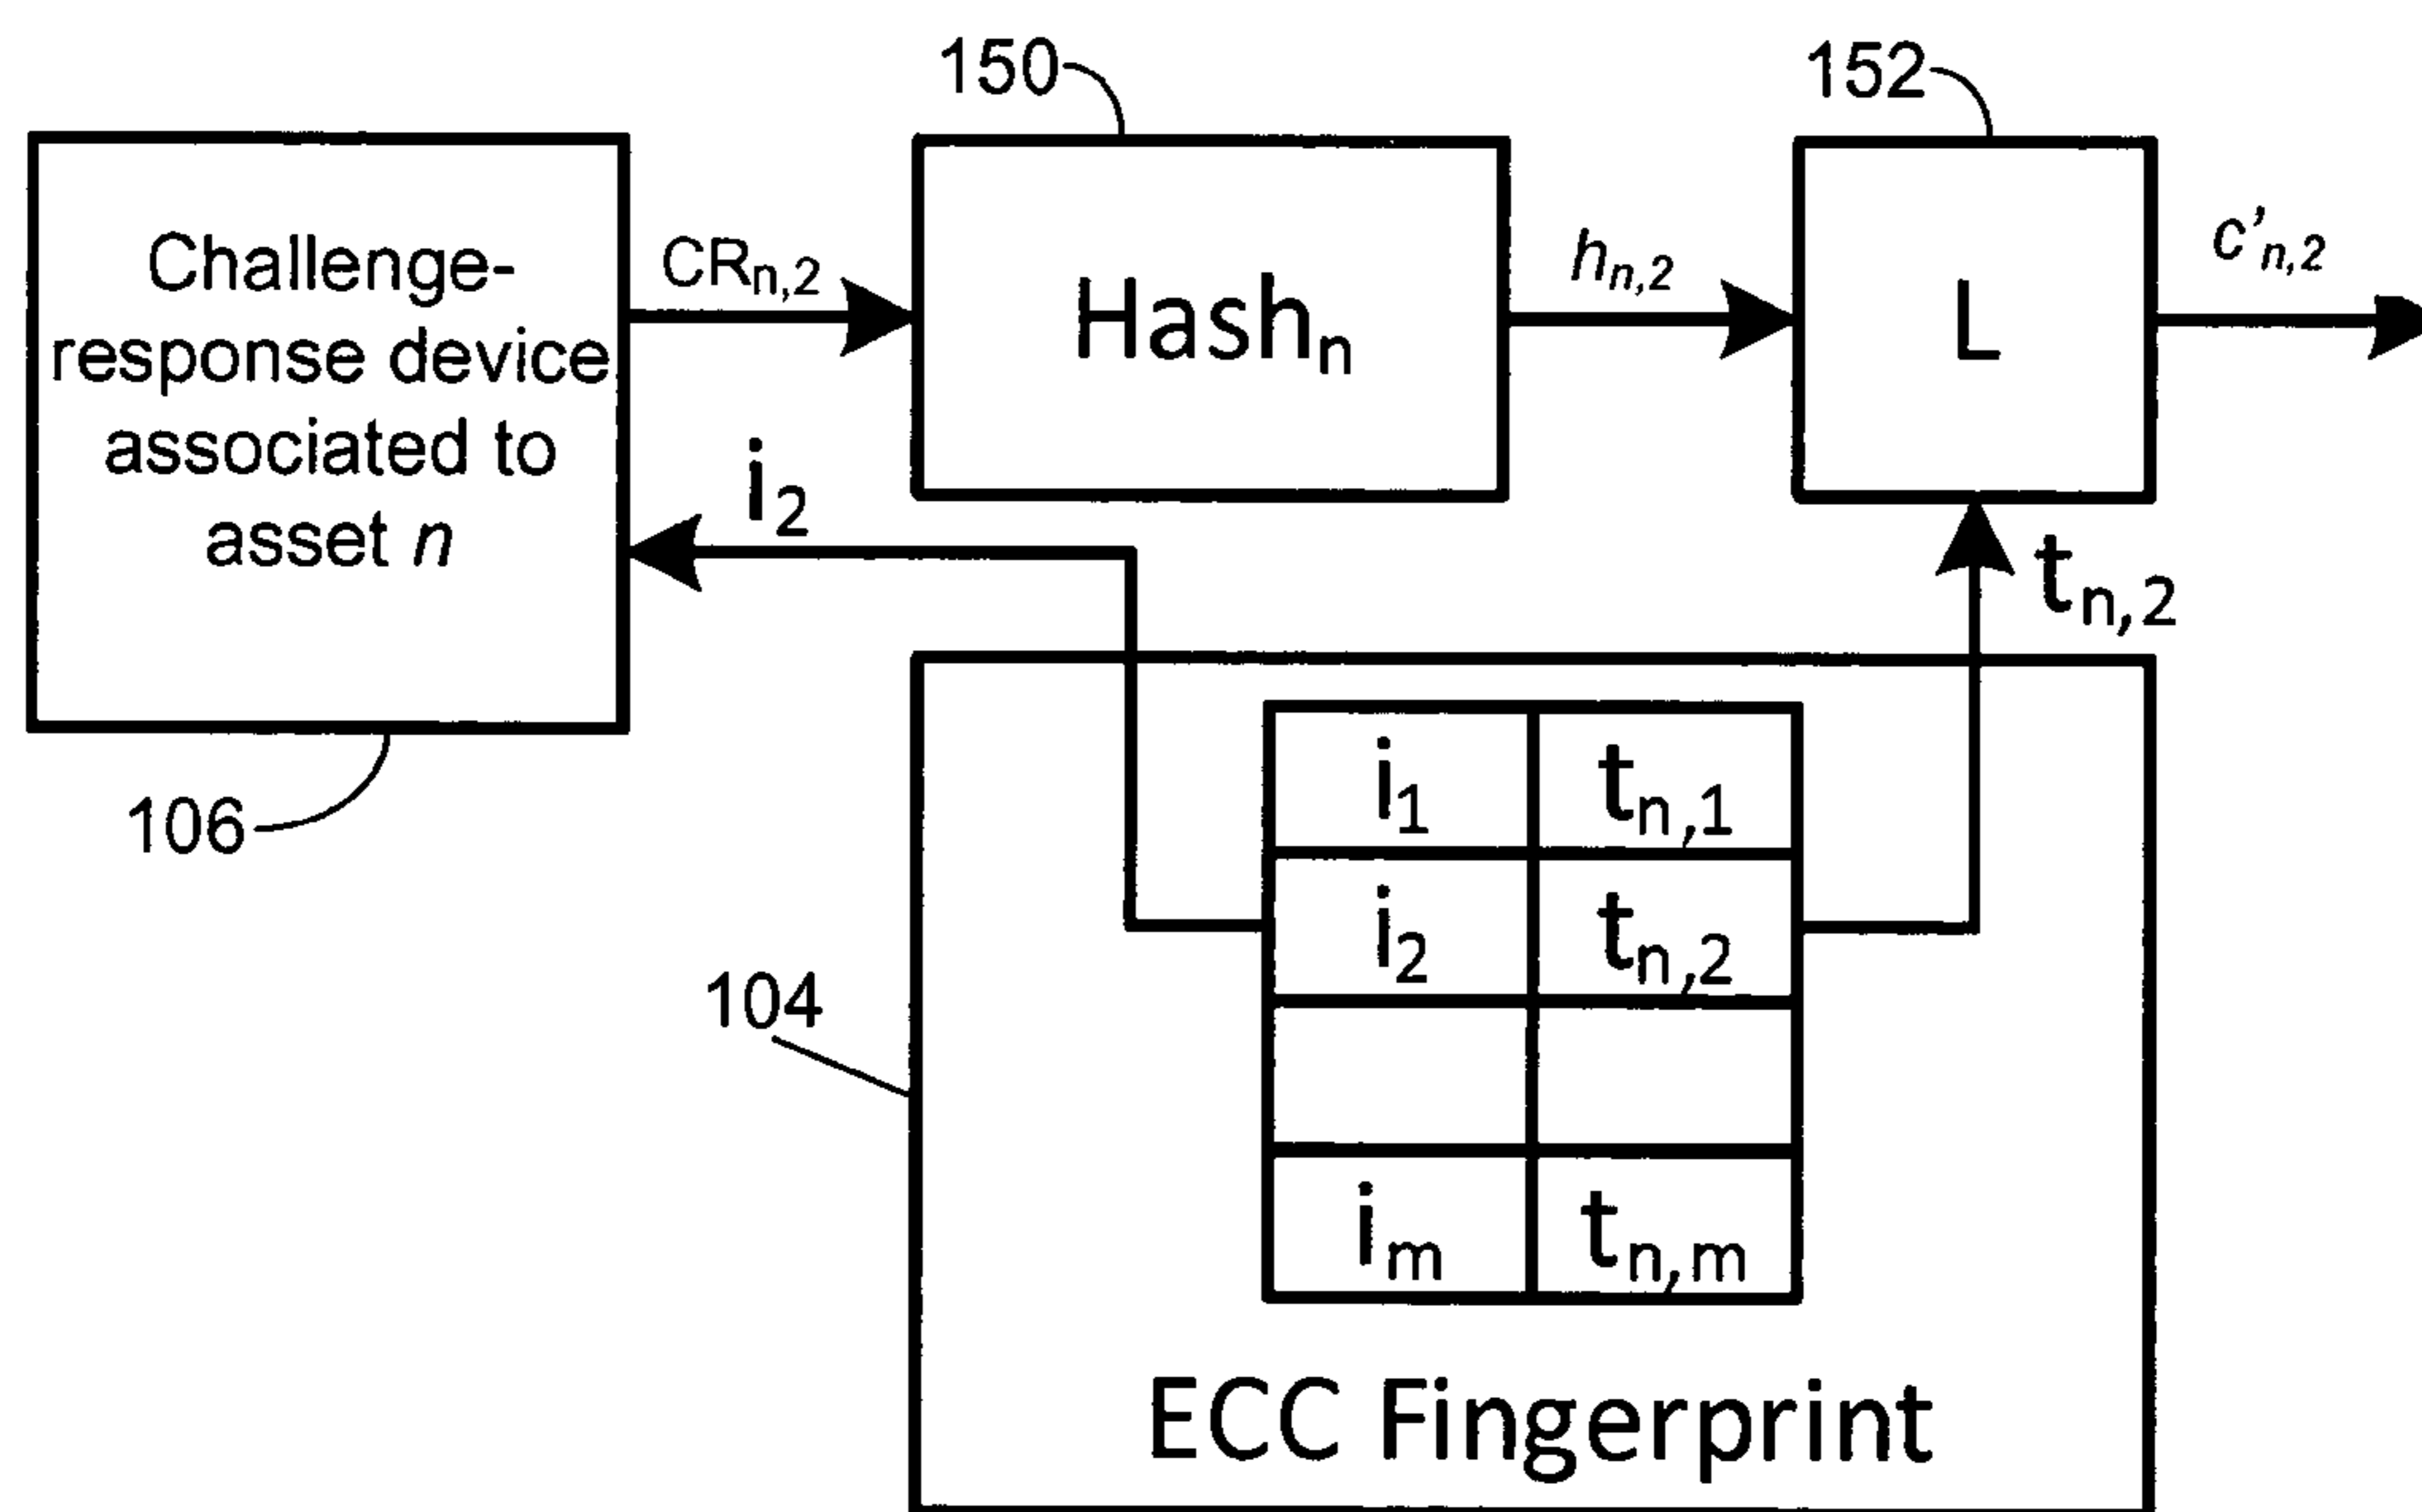 150
152
Challenge-
response device
associated to
asset n
CRn,2
Hashn
hn,2
L
c’n,2
i2
tn,2
106
104
i1 tn,1
i2 tn,2
im tn,m
ECC Fingerprint